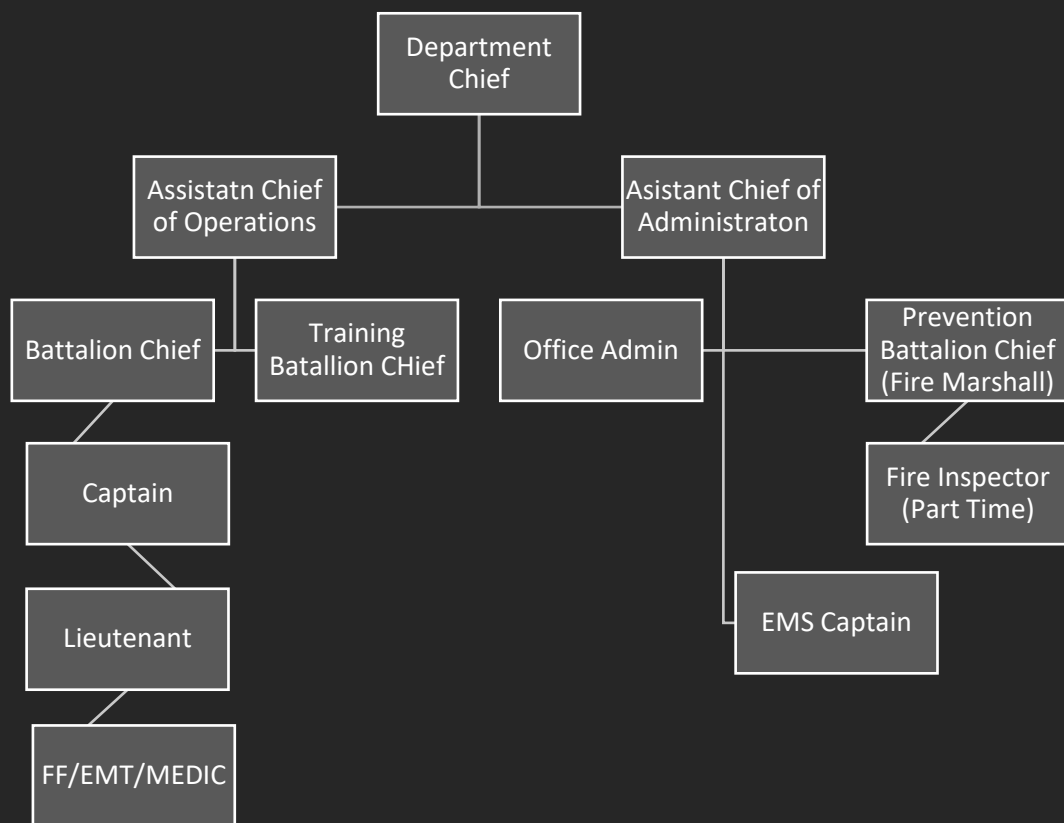 Department
Chief
Assistatn Chief
of Operations
Asistant Chief of
Administraton
Battalion Chief
Training
Batallion CHief
Office Admin
Prevention
Battalion Chief
(Fire Marshall)
Captain
Fire Inspector
(Part Time)
Lieutenant
EMS Captain
FF/EMT/MEDIC